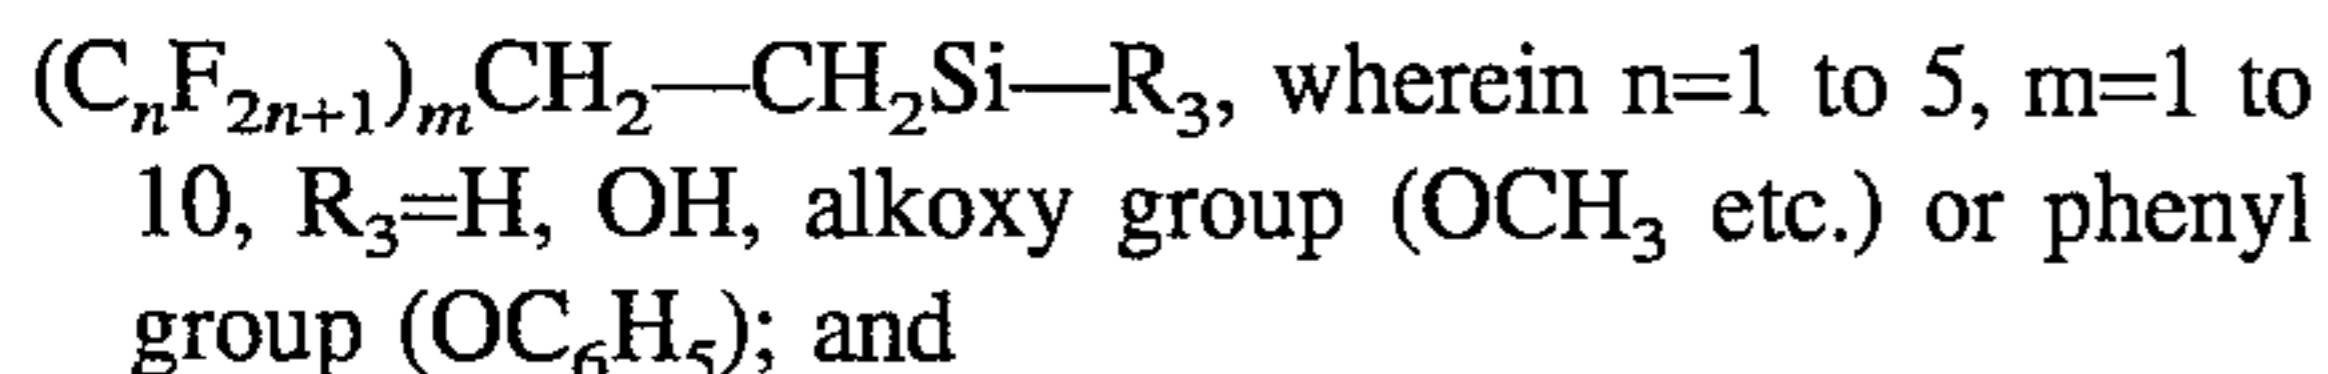 (CₙF₂ₙ₊₁)ₘCH₂—CH₂Si—R₃, wherein n=1 to 5, m=1 to
10, R₃=H, OH, alkoxy group (OCH₃ etc.) or phenyl
group (OC₆H₅); and